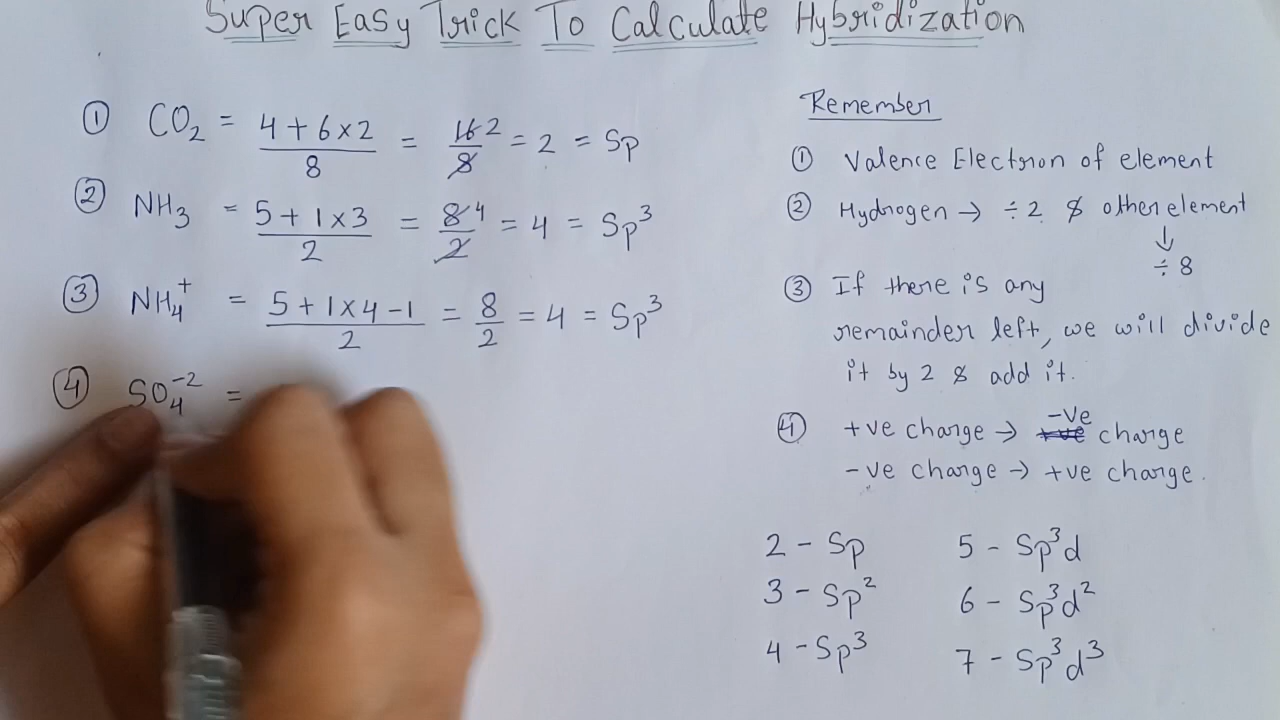 Super Easy Trick To Calculate Hybridization
① CO₂ = 4 + 6 × 2 / 8 = 16 2 / 8 = 2 = Sp
② NH₃ = 5 + 1 × 3 / 2 = 8 4 / 2 = 4 = Sp³
③ NH₄⁺ = 5 + 1 × 4 - 1 / 2 = 8 / 2 = 4 = Sp³
④ SO₄⁻² =
Remember
① Valence Electron of element
② Hydrogen → ÷ 2 & other element
↓
÷ 8
③ If there is any
remainder left, we will divide
it by 2 & add it.
④ +ve charge → -ve charge
-ve charge → +ve charge.
2 - Sp
3 - Sp²
4 - Sp³
5 - Sp³d
6 - Sp³d²
7 - Sp³d³